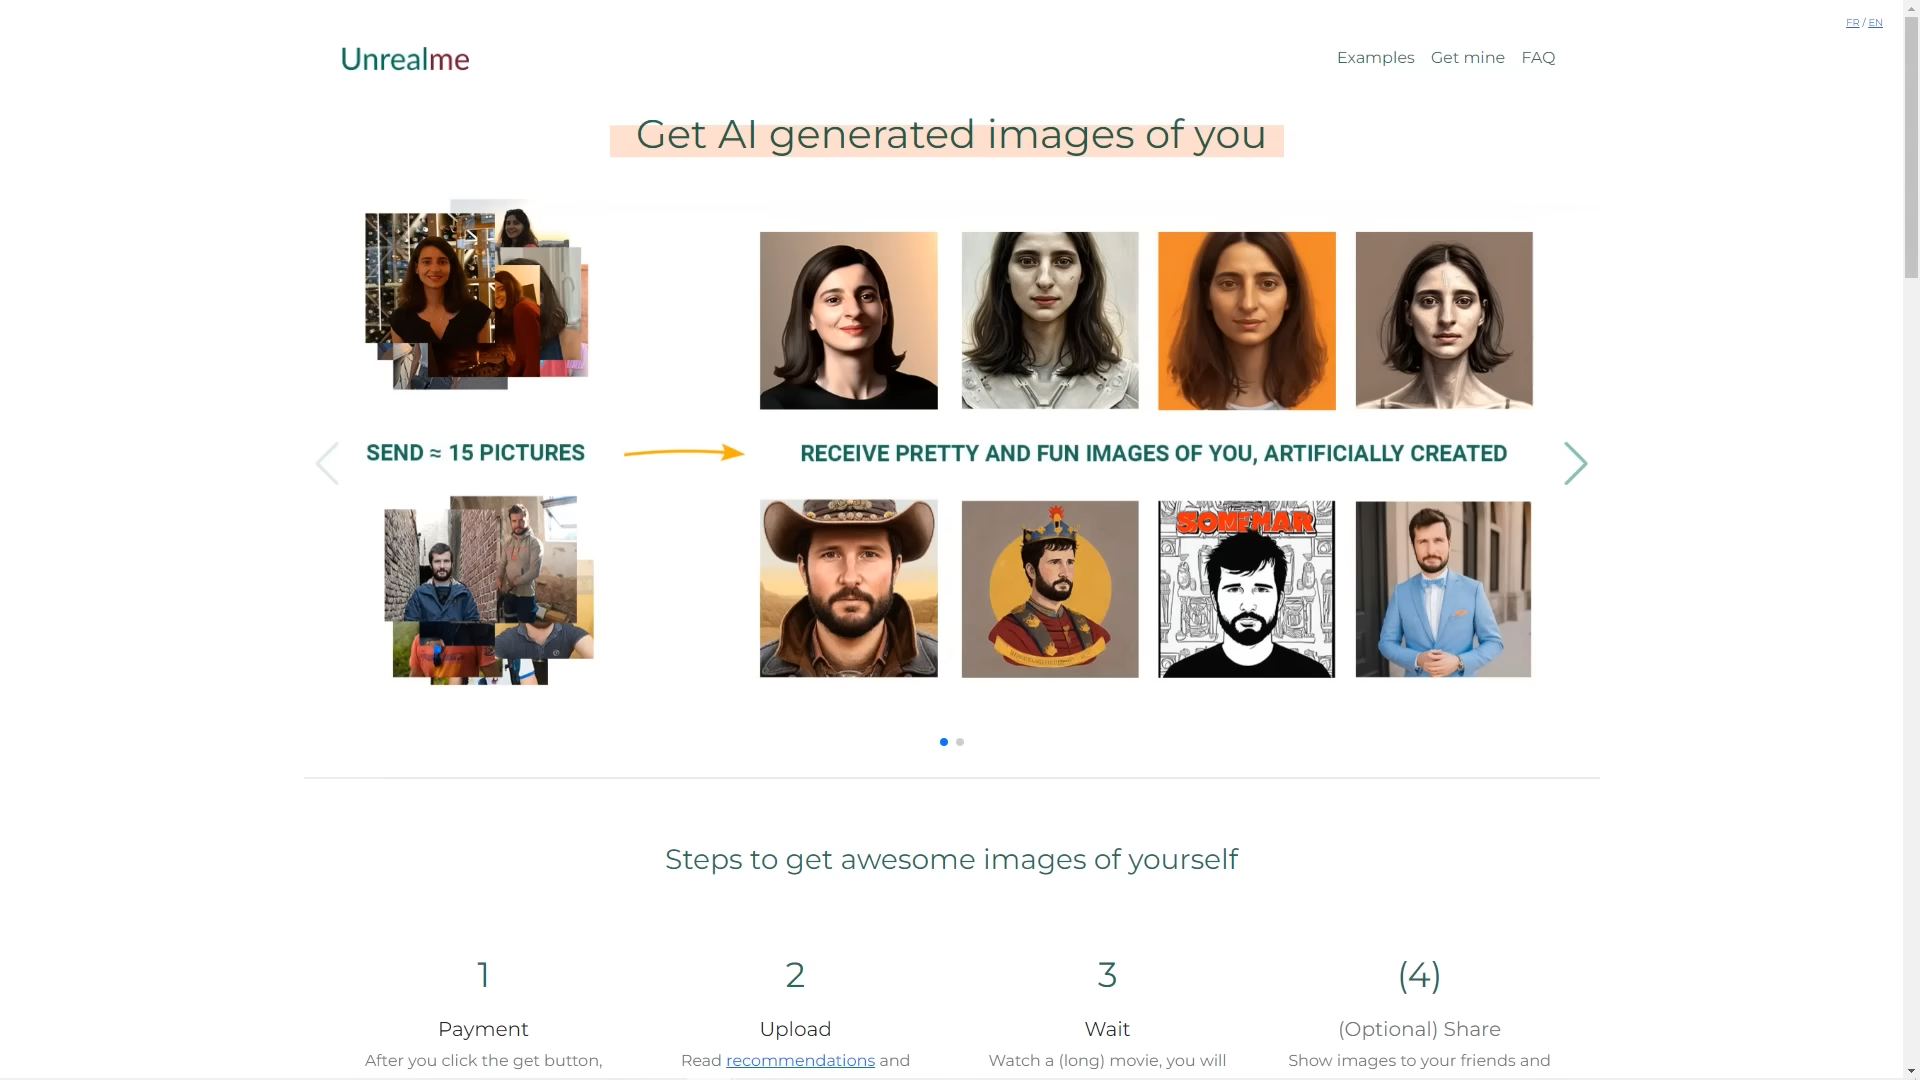 FR / EN
Unrealme
Examples Get mine FAQ
Get AI generated images of you
SEND ≈ 15 PICTURES
RECEIVE PRETTY AND FUN IMAGES OF YOU, ARTIFICIALLY CREATED
SOMEMAR
Steps to get awesome images of yourself
1
2
3
(4)
Payment
Upload
Wait
(Optional) Share
After you click the get button,
Read recommendations and
Watch a (long) movie, you will
Show images to your friends and